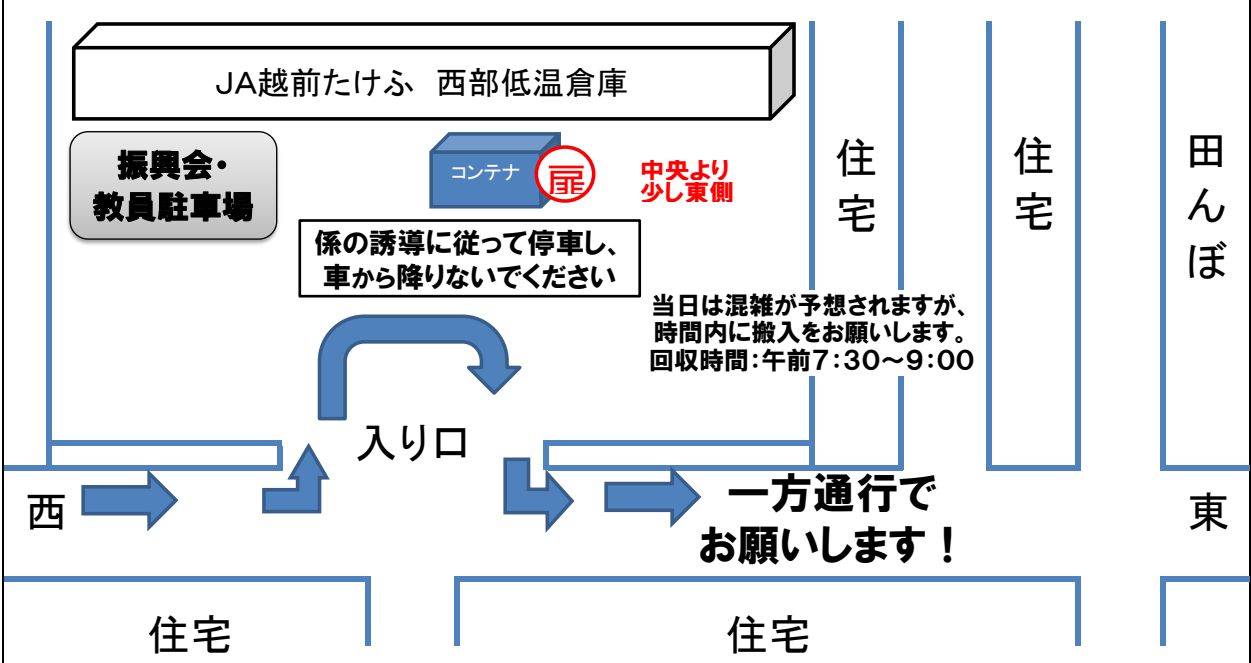 JA越前たけふ 西部低温倉庫
振興会・
教員駐車場
コンテナ
扉
中央より
少し東側
住宅
住宅
田んぼ
係の誘導に従って停車し、
車から降りないでください
当日は混雑が予想されますが、
時間内に搬入をお願いします。
回収時間：午前7：30～9：00
入り口
西
一方通行で
お願いします！
東
住宅
住宅